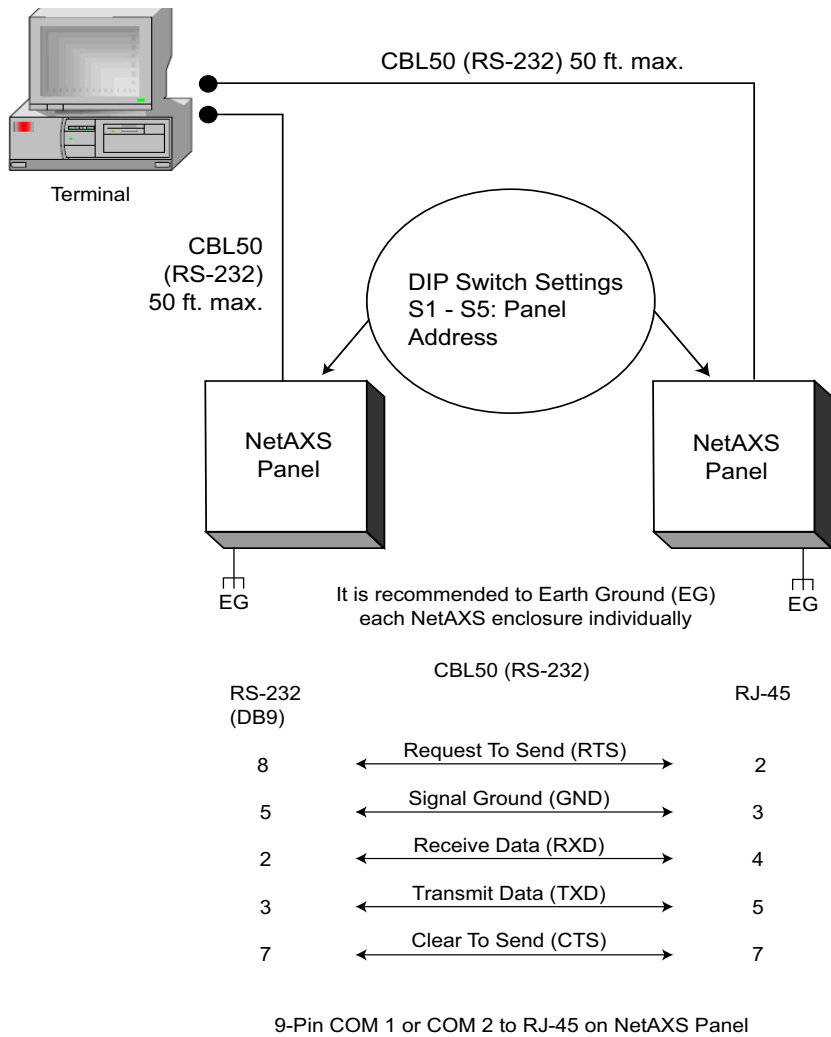 CBL50 (RS-232) 50 ft. max.
Terminal
CBL50
(RS-232)
50 ft. max.
DIP Switch Settings
S1 - S5: Panel
Address
NetAXS
Panel
NetAXS
Panel
EG
It is recommended to Earth Ground (EG)
each NetAXS enclosure individually
EG
CBL50 (RS-232)
RS-232
(DB9)
RJ-45
8 Request To Send (RTS) 2
5 Signal Ground (GND) 3
2 Receive Data (RXD) 4
3 Transmit Data (TXD) 5
7 Clear To Send (CTS) 7
9-Pin COM 1 or COM 2 to RJ-45 on NetAXS Panel